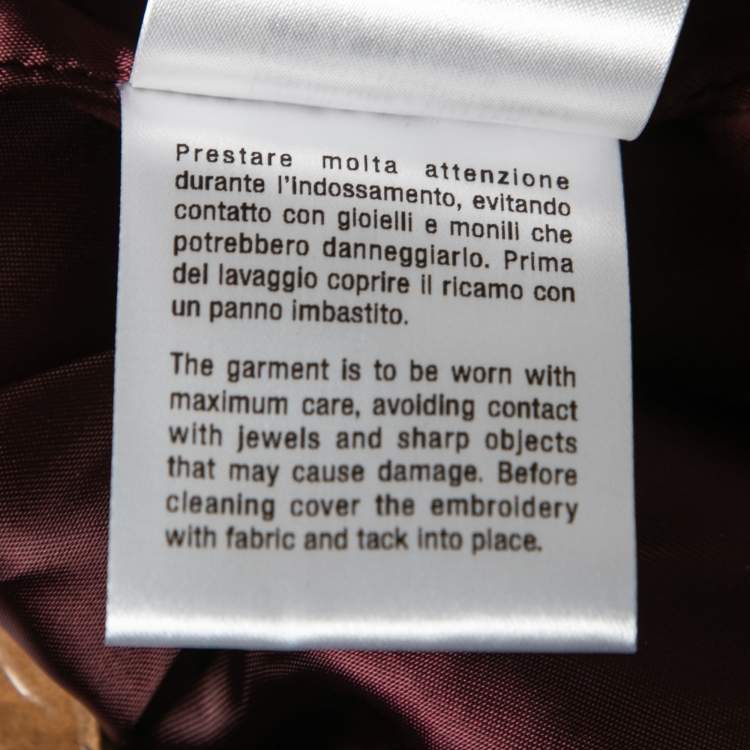 Prestare molta attenzione
durante l'indossamento, evitando
contatto con gioielli e monili che
potrebbero danneggiarlo. Prima
del lavaggio coprire il ricamo con
un panno imbastito.
The garment is to be worn with
maximum care, avoiding contact
with jewels and sharp objects
that may cause damage. Before
cleaning cover the embroidery
with fabric and tack into place.